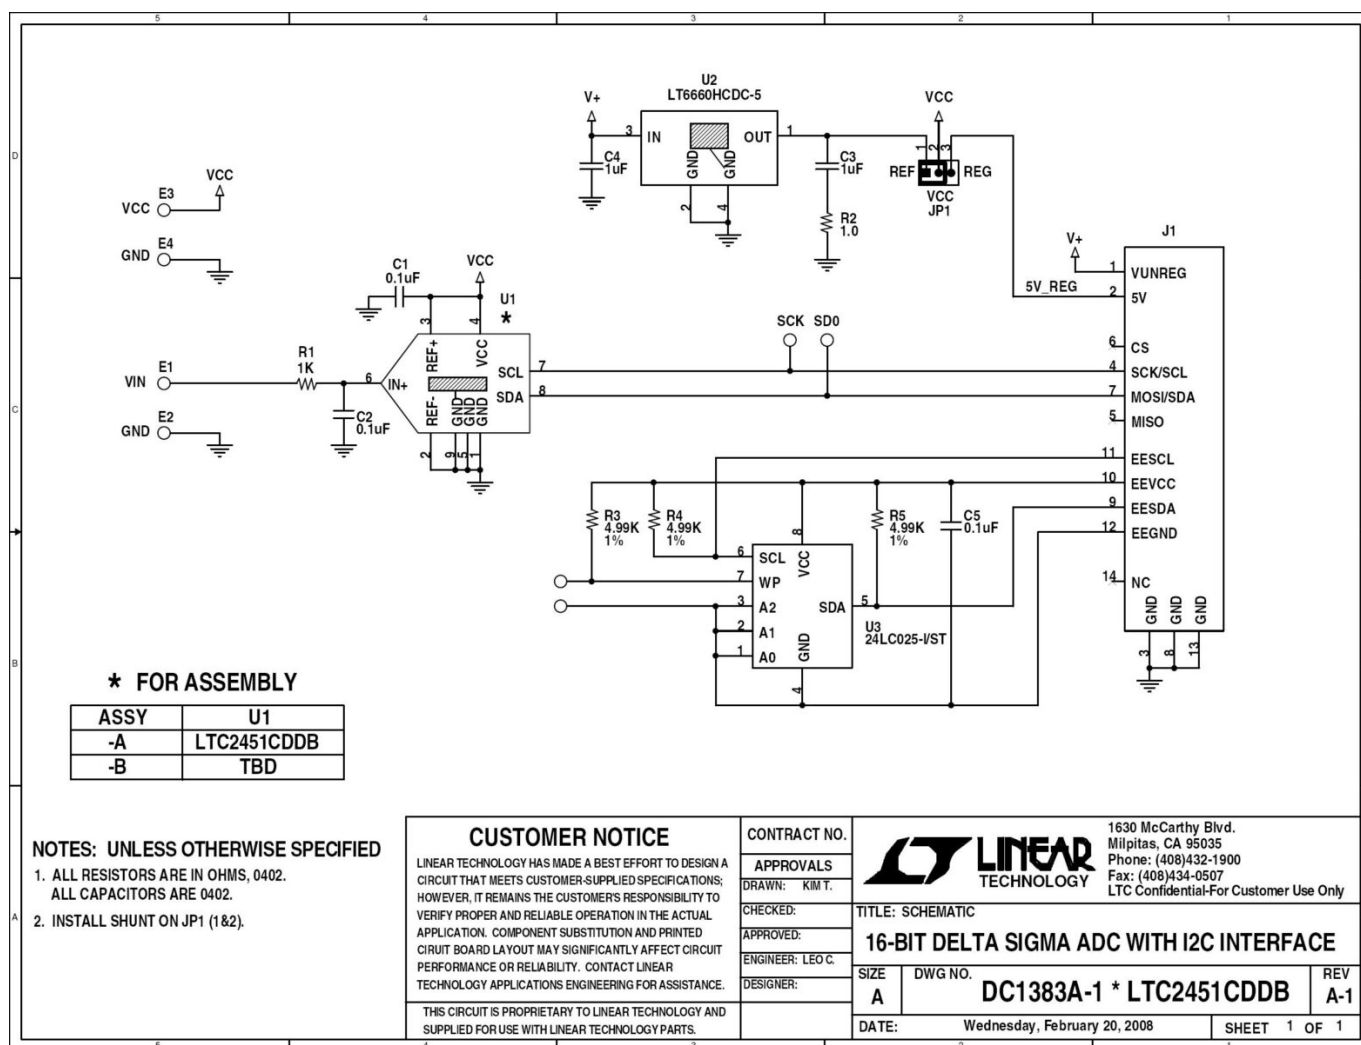 5
4
3
2
1
D
C
B
A
U2
LT6660HCDC-5
V+
3
IN
OUT
1
GND
GND
2
4
C4
1uF
C3
1uF
R2
1.0
VCC
1
2
3
REF
REG
VCC
JP1
VCC
E3
VCC
E4
GND
C1
0.1uF
VCC
U1
*
3
4
REF+
VCC
R1
1K
E1
VIN
6
IN+
SCL
7
SDA
8
REF-
GND
GND
GND
2
9
5
1
C2
0.1uF
E2
GND
SCK
SD0
J1
V+
1
VUNREG
5V_REG
2
5V
6
CS
4
SCK/SCL
7
MOSI/SDA
5
MISO
11
EESCL
10
EEVCC
9
EESDA
12
EEGND
14
NC
GND
GND
GND
3
8
13
R3
4.99K
1%
R4
4.99K
1%
R5
4.99K
1%
C5
0.1uF
8
VCC
6
SCL
7
WP
3
A2
2
A1
1
A0
SDA
5
GND
4
U3
24LC025-I/ST
* FOR ASSEMBLY
ASSY U1
-A LTC2451CDDB
-B TBD
NOTES: UNLESS OTHERWISE SPECIFIED
1. ALL RESISTORS ARE IN OHMS, 0402.
ALL CAPACITORS ARE 0402.
2. INSTALL SHUNT ON JP1 (1&2).
CUSTOMER NOTICE
LINEAR TECHNOLOGY HAS MADE A BEST EFFORT TO DESIGN A
CIRCUIT THAT MEETS CUSTOMER-SUPPLIED SPECIFICATIONS;
HOWEVER, IT REMAINS THE CUSTOMER'S RESPONSIBILITY TO
VERIFY PROPER AND RELIABLE OPERATION IN THE ACTUAL
APPLICATION. COMPONENT SUBSTITUTION AND PRINTED
CIRUIT BOARD LAYOUT MAY SIGNIFICANTLY AFFECT CIRCUIT
PERFORMANCE OR RELIABILITY. CONTACT LINEAR
TECHNOLOGY APPLICATIONS ENGINEERING FOR ASSISTANCE.
THIS CIRCUIT IS PROPRIETARY TO LINEAR TECHNOLOGY AND
SUPPLIED FOR USE WITH LINEAR TECHNOLOGY PARTS.
CONTRACT NO.
APPROVALS
DRAWN: KIM T.
CHECKED:
APPROVED:
ENGINEER: LEO C.
DESIGNER:
LINEAR
TECHNOLOGY
1630 McCarthy Blvd.
Milpitas, CA 95035
Phone: (408)432-1900
Fax: (408)434-0507
LTC Confidential-For Customer Use Only
TITLE: SCHEMATIC
16-BIT DELTA SIGMA ADC WITH I2C INTERFACE
SIZE
A
DWG NO.
DC1383A-1 * LTC2451CDDB
REV
A-1
DATE: Wednesday, February 20, 2008
SHEET 1 OF 1
5
4
3
2
1